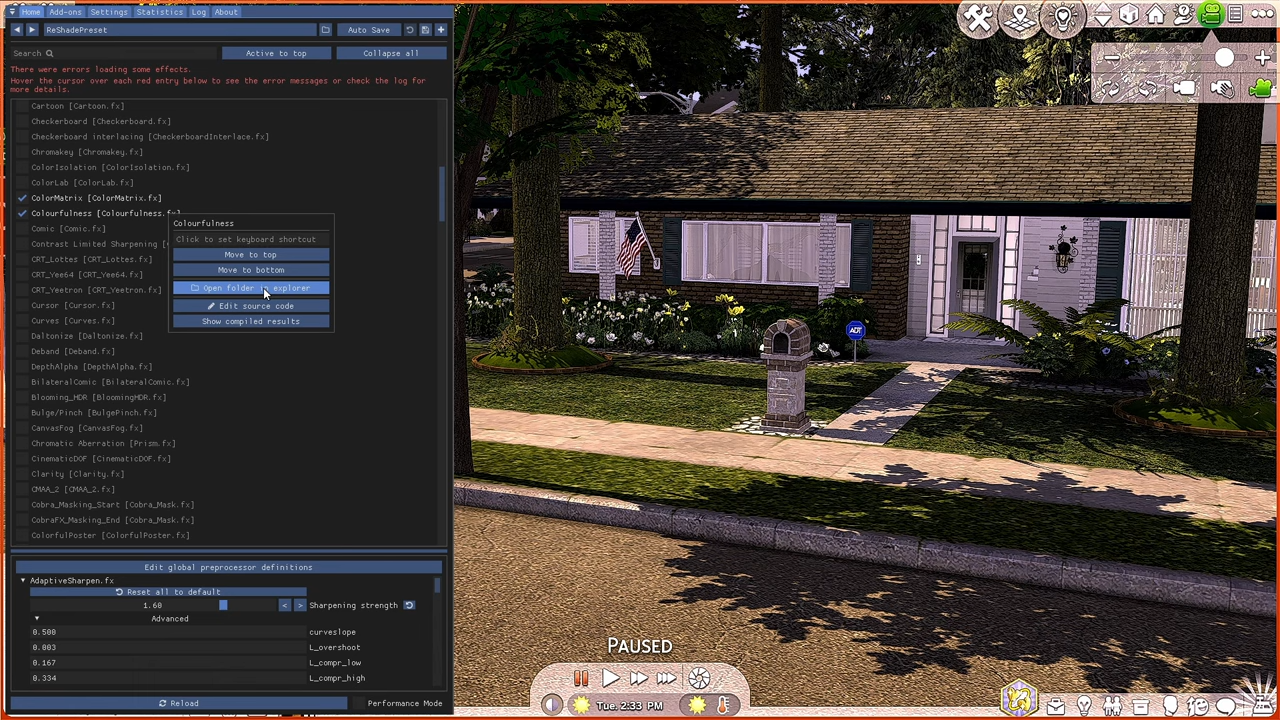 Home Add-ons Settings Statistics Log About
ReShadePreset
Auto Save
Search
Active to top
Collapse all
There were errors loading some effects.
Hover the cursor over each red entry below to see the error messages or check the log for
more details.
Cartoon [Cartoon.fx]
Checkerboard [Checkerboard.fx]
Checkerboard interlacing [CheckerboardInterlace.fx]
Chromakey [Chromakey.fx]
ColorIsolation [ColorIsolation.fx]
ColorLab [ColorLab.fx]
ColorMatrix [ColorMatrix.fx]
Colourfulness [Colourfulness.fx]
Comic [Comic.fx]
Contrast Limited Sharpening [
CRT_Lottes [CRT_Lottes.fx]
CRT_Yee64 [CRT_Yee64.fx]
CRT_Yeetron [CRT_Yeetron.fx]
Cursor [Cursor.fx]
Curves [Curves.fx]
Daltonize [Daltonize.fx]
Deband [Deband.fx]
DepthAlpha [DepthAlpha.fx]
BilateralComic [BilateralComic.fx]
Blooming_HDR [BloomingHDR.fx]
Bulge/Pinch [BulgePinch.fx]
CanvasFog [CanvasFog.fx]
Chromatic Aberration [Prism.fx]
CinematicDOF [CinematicDOF.fx]
Clarity [Clarity.fx]
CMAA_2 [CMAA_2.fx]
Cobra_Masking_Start [Cobra_Mask.fx]
CobraFX_Masking_End [Cobra_Mask.fx]
ColorfulPoster [ColorfulPoster.fx]
Colourfulness
Click to set keyboard shortcut
Move to top
Move to bottom
Open folder in explorer
Edit source code
Show compiled results
Edit global preprocessor definitions
AdaptiveSharpen.fx
Reset all to default
1.60 < > Sharpening strength
Advanced
0.500 curveslope
0.003 L_overshoot
0.167 L_compr_low
0.334 L_compr_high
Reload
Performance Mode
ADT
PAUSED
Tue. 2:33 PM